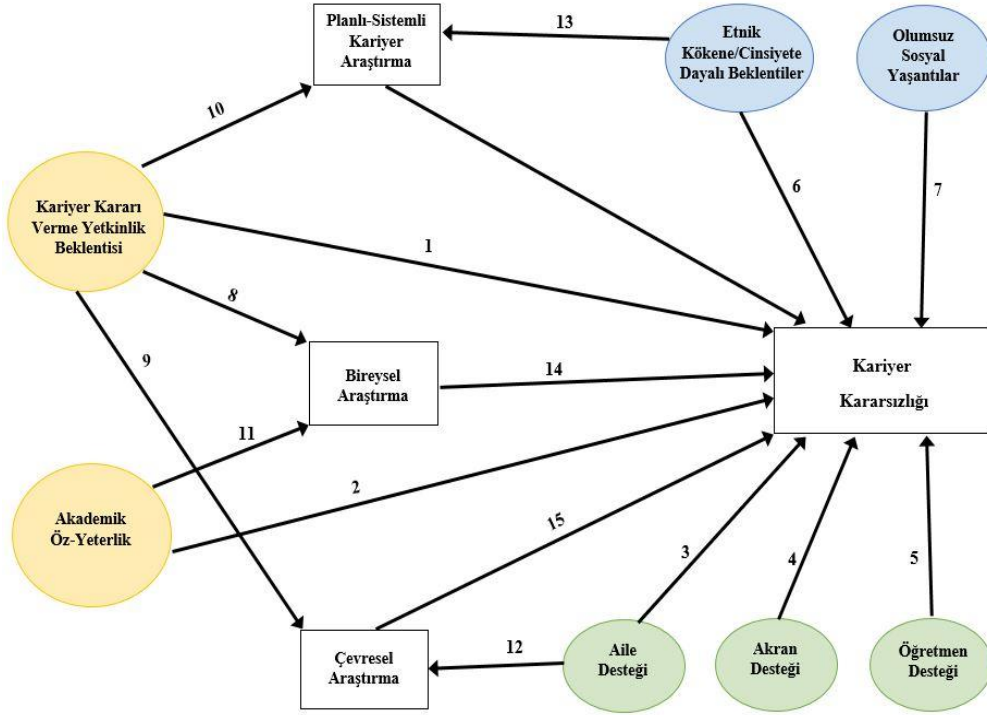 Planlı-Sistemli
Kariyer
Araştırma
13
Etnik
Kökene/Cinsiyete
Dayalı Beklentiler
Olumsuz
Sosyal
Yaşantılar
10
6
7
Kariyer Kararı
Verme Yetkinlik
Beklentisi
1
8
9
Bireysel
Araştırma
14
Kariyer
Kararsızlığı
11
2
Akademik
Öz-Yeterlik
15
3
4
5
Çevresel
Araştırma
12
Aile
Desteği
Akran
Desteği
Öğretmen
Desteği